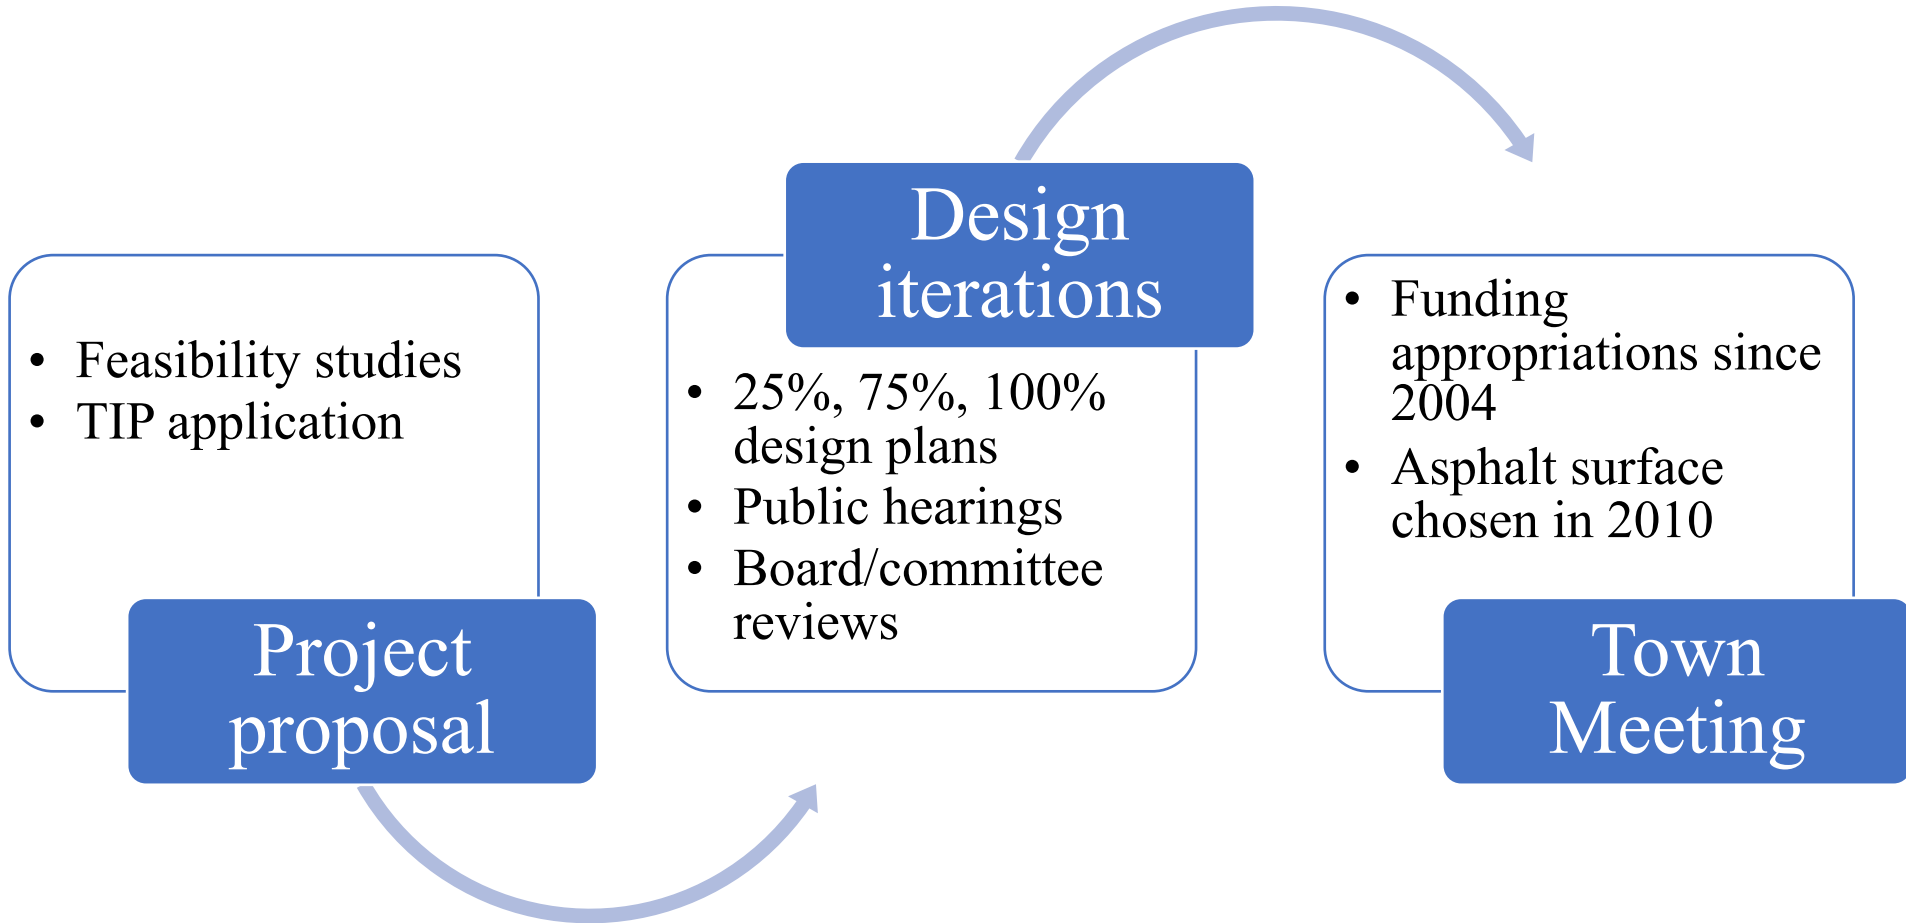 • Feasibility studies
• TIP application
Project
proposal
Design
iterations
• 25%, 75%, 100%
design plans
• Public hearings
• Board/committee
reviews
• Funding
appropriations since
2004
• Asphalt surface
chosen in 2010
Town
Meeting